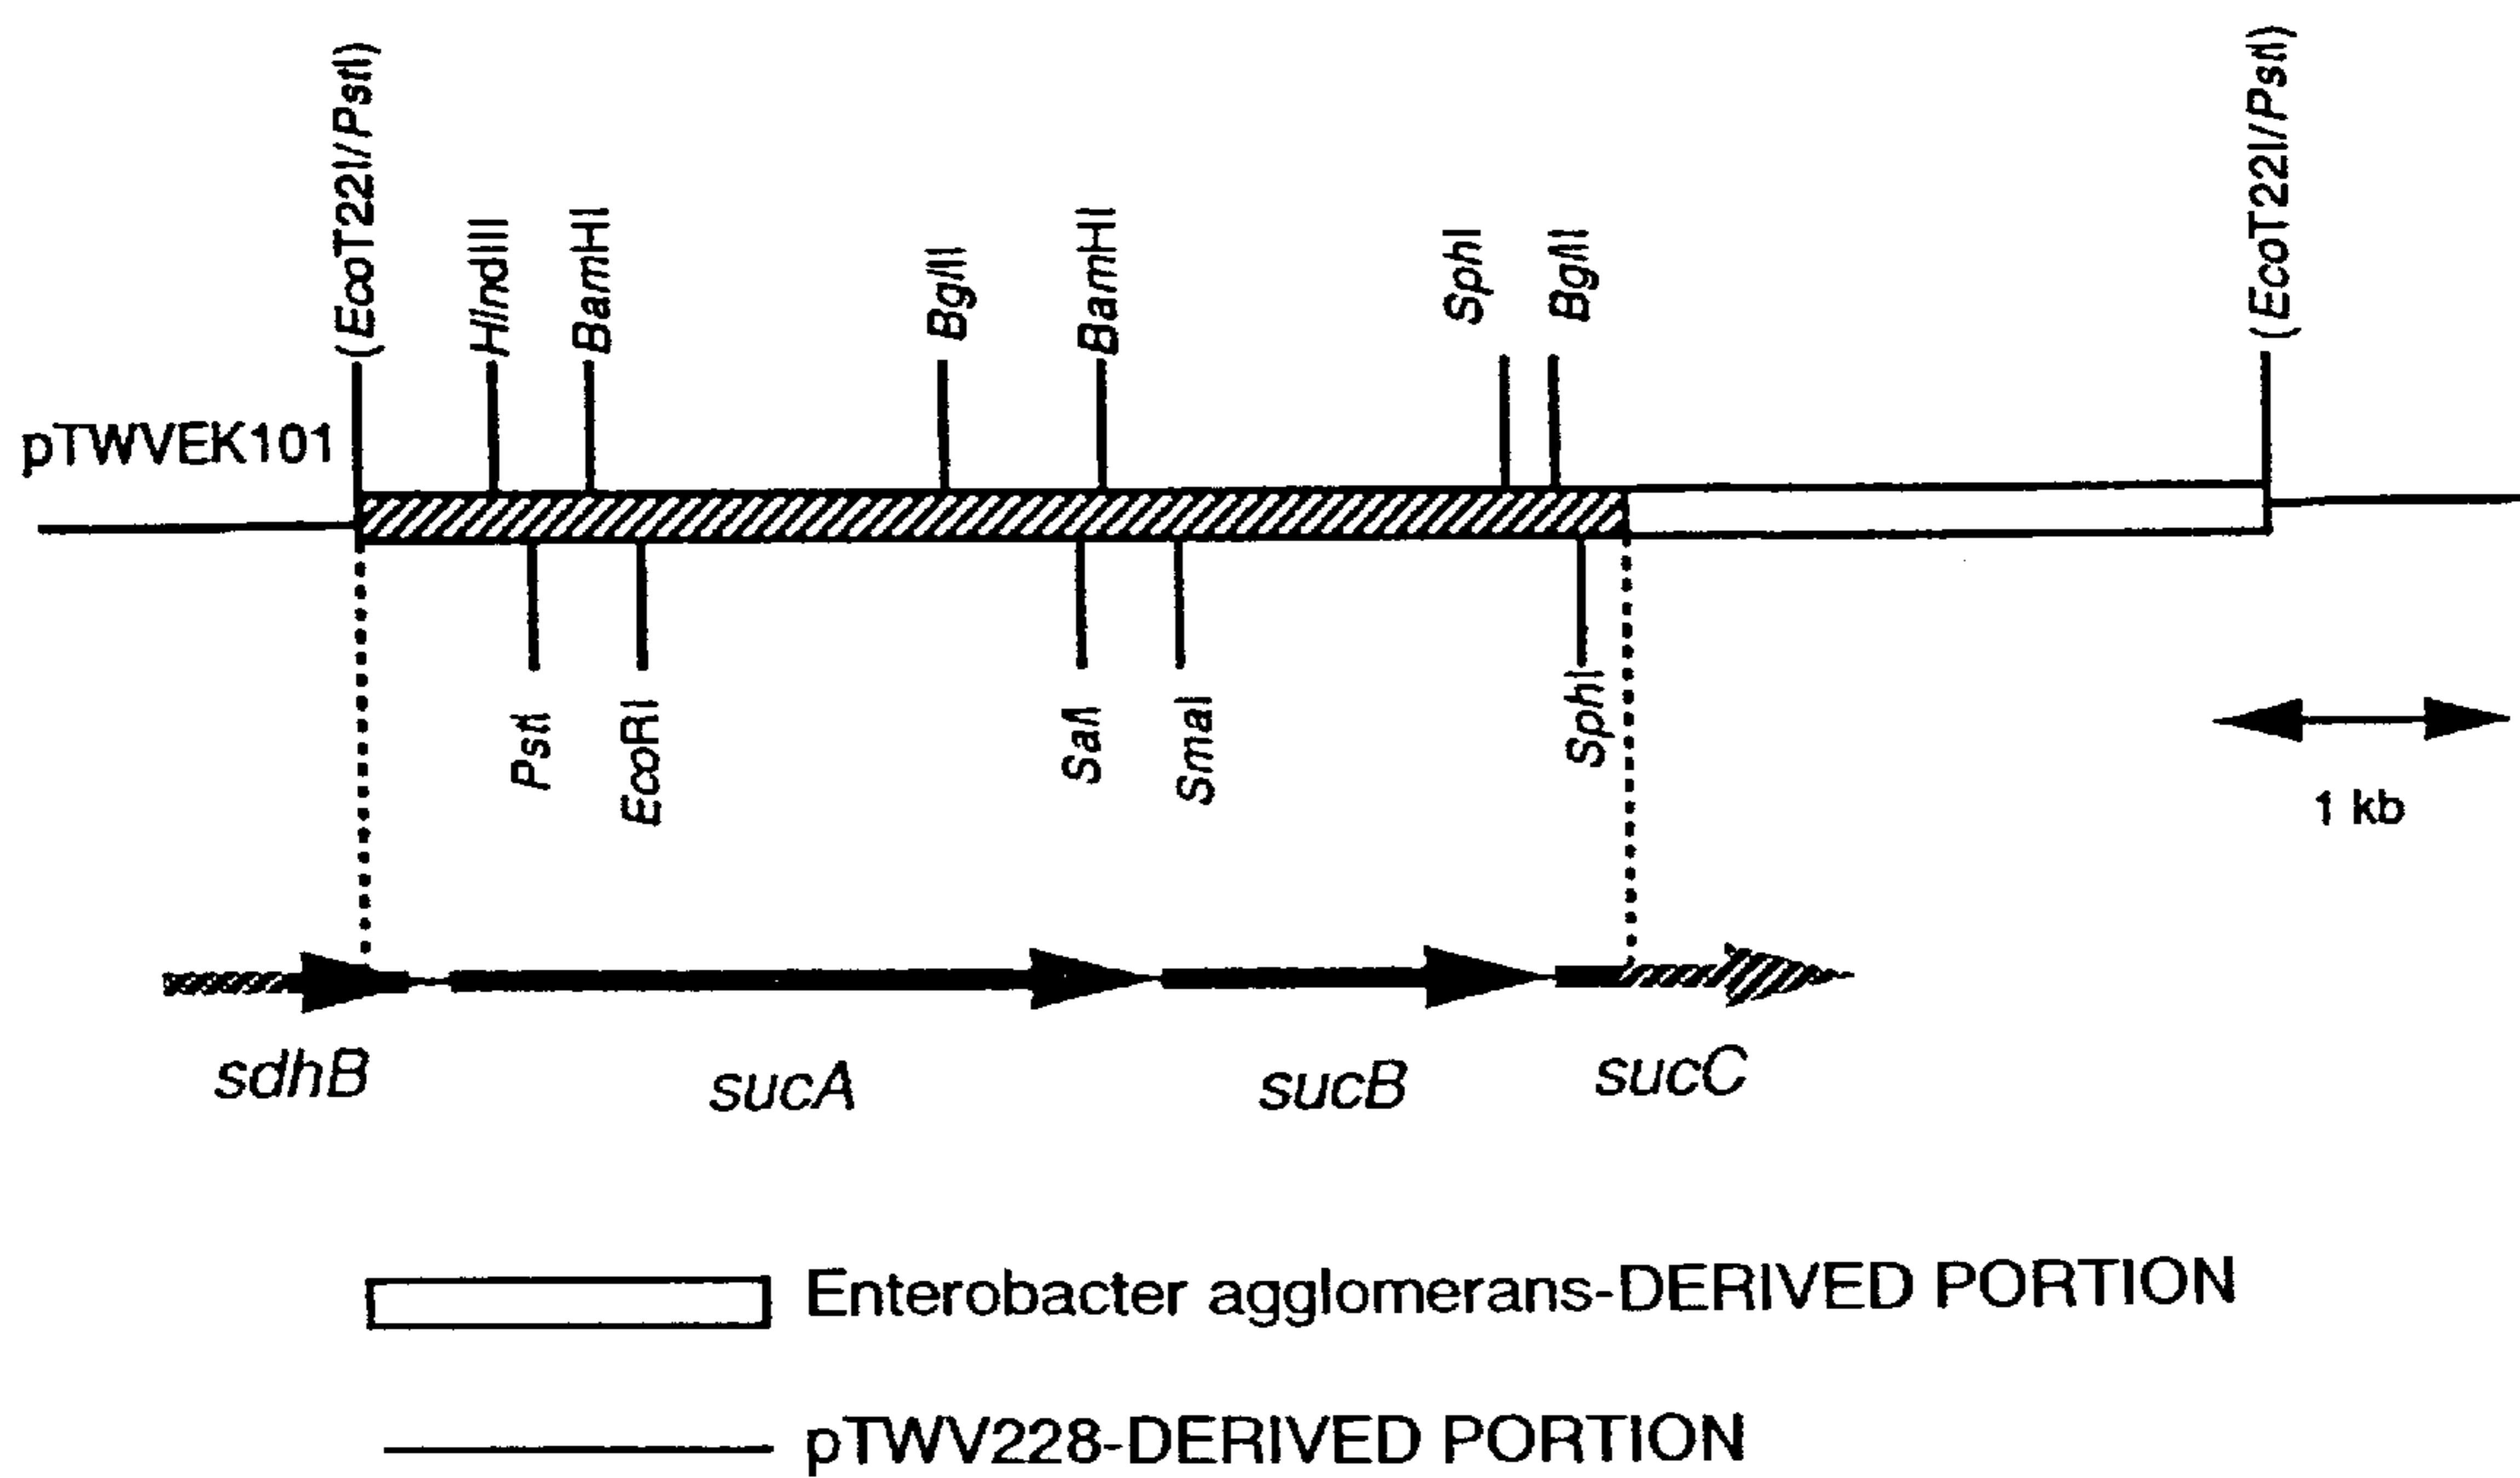 (EcoT22I/PstI)
HindIII
BamHI
BglII
BamHI
SphI
BglII
(EcoT22I/PstI)
pTWVEK101
PstI
EcoRI
SalI
SmaI
SphI
1 kb
sdhB
sucA
sucB
sucC
Enterobacter agglomerans-DERIVED PORTION
pTWV228-DERIVED PORTION